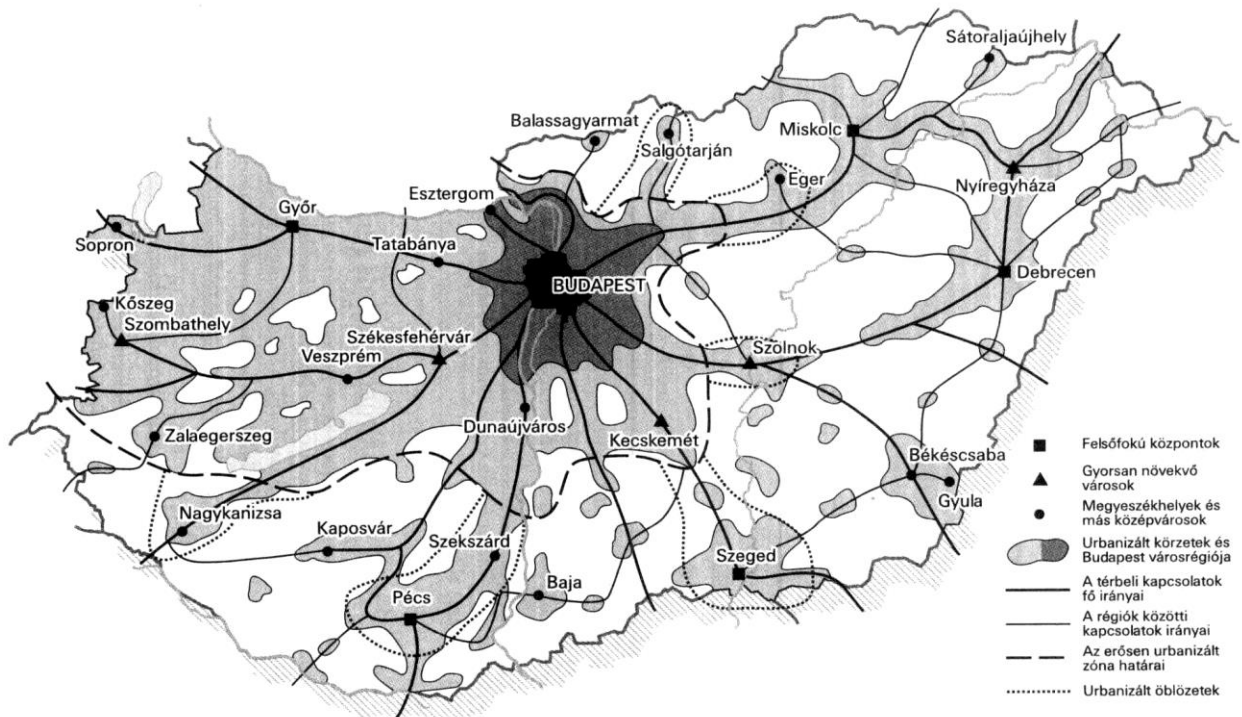 Sátoraljaújhely
Balassagyarmat
Miskolc
Salgótarján
Eger
Nyíregyháza
Esztergom
Győr
Sopron
Tatabánya
Debrecen
BUDAPEST
Kőszeg
Szombathely
Székesfehérvár
Veszprém
Szolnok
Zalaegerszeg
Dunaújváros
Kecskemét
Békéscsaba
Gyula
Nagykanizsa
Kaposvár
Szekszárd
Szeged
Baja
Pécs
Felsőfokú központok
Gyorsan növekvő
városok
Megyeszékhelyek és
más középvárosok
Urbanizált körzetek és
Budapest városrégiója
A térbeli kapcsolatok
fő irányai
A régiók közötti
kapcsolatok irányai
Az erősen urbanizált
zóna határai
Urbanizált öblözetek